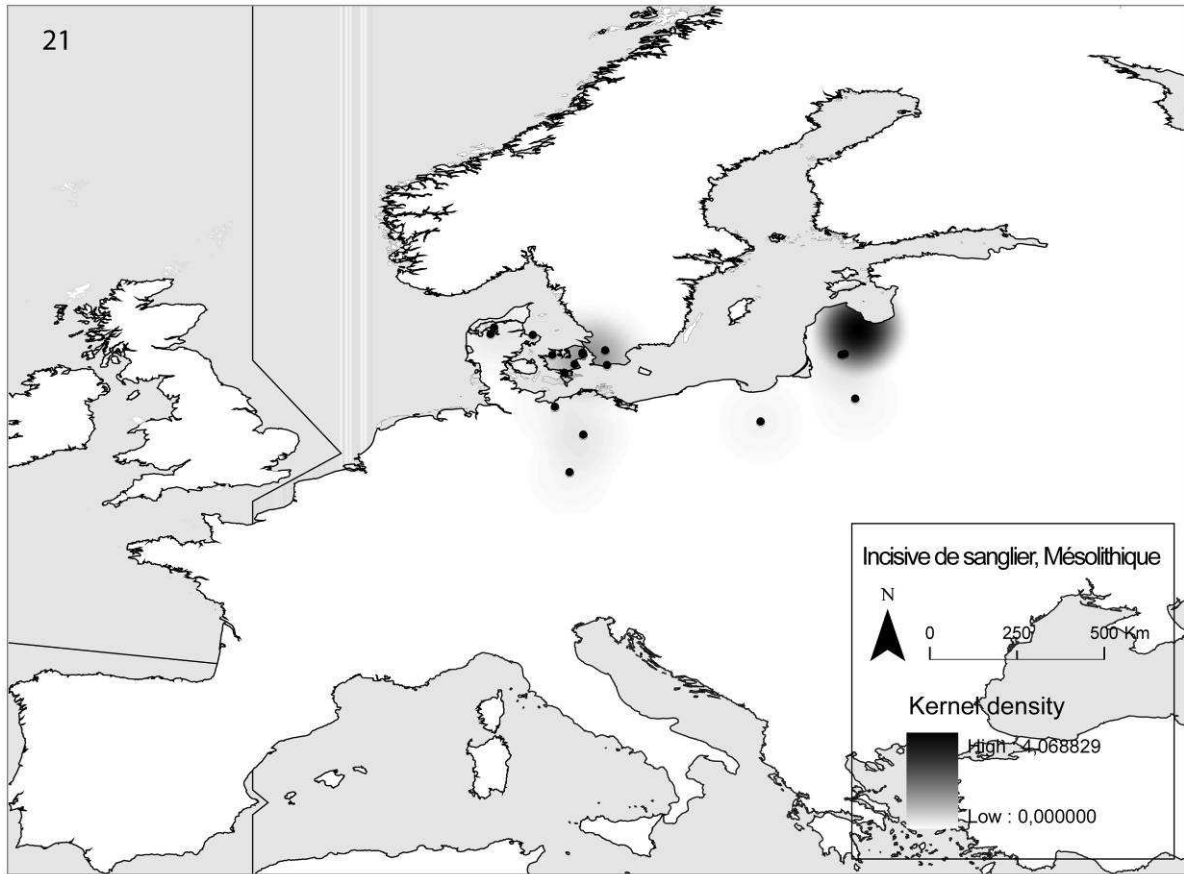 21
Incisive de sanglier, Mésolithique
N
0 250 500 Km
Kernel density
High : 4,068829
Low : 0,000000